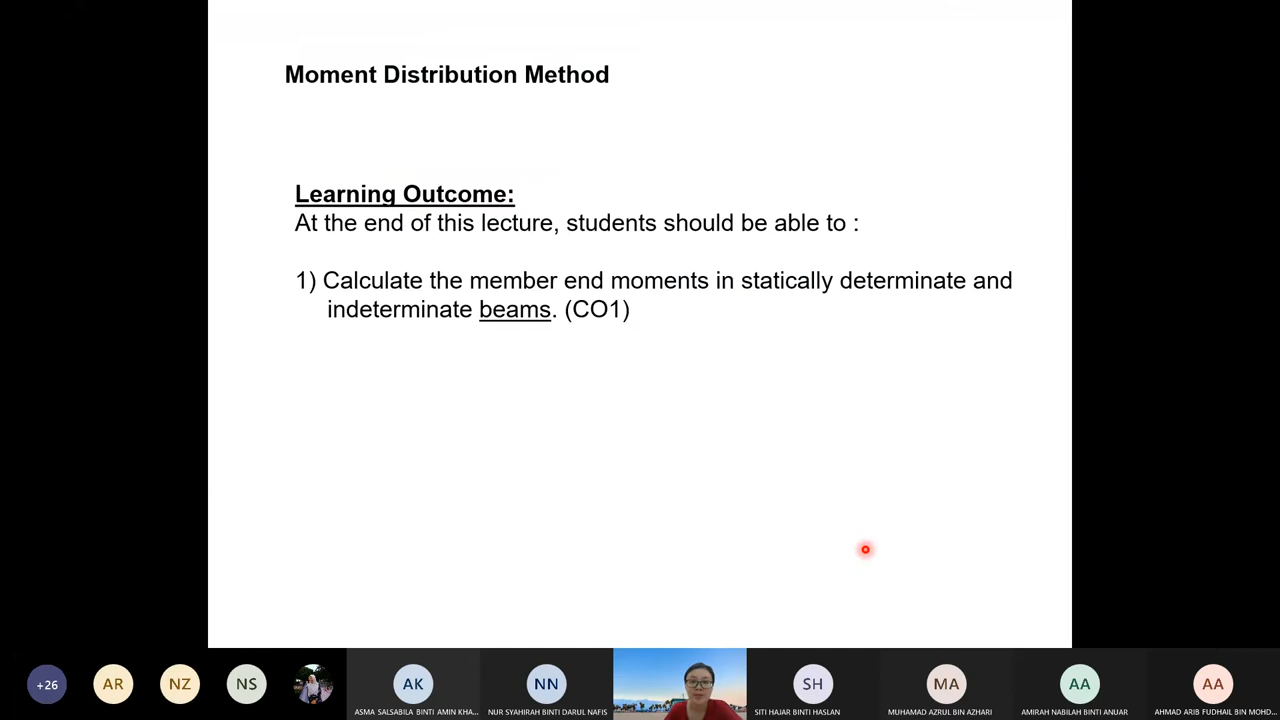 Moment Distribution Method
Learning Outcome:
At the end of this lecture, students should be able to :
1) Calculate the member end moments in statically determinate and
indeterminate beams. (CO1)
+26
AR
NZ
NS
AK
NN
SH
MA
AA
AA
ASMA SALSABILA BINTI AMIN KHA...
NUR SYAHIRAH BINTI DARUL NAFIS
SITI HAJAR BINTI HASLAN
MUHAMAD AZRUL BIN AZHARI
AMIRAH NABILAH BINTI ANUAR
AHMAD ARIB FUDHAIL BIN MOHD...